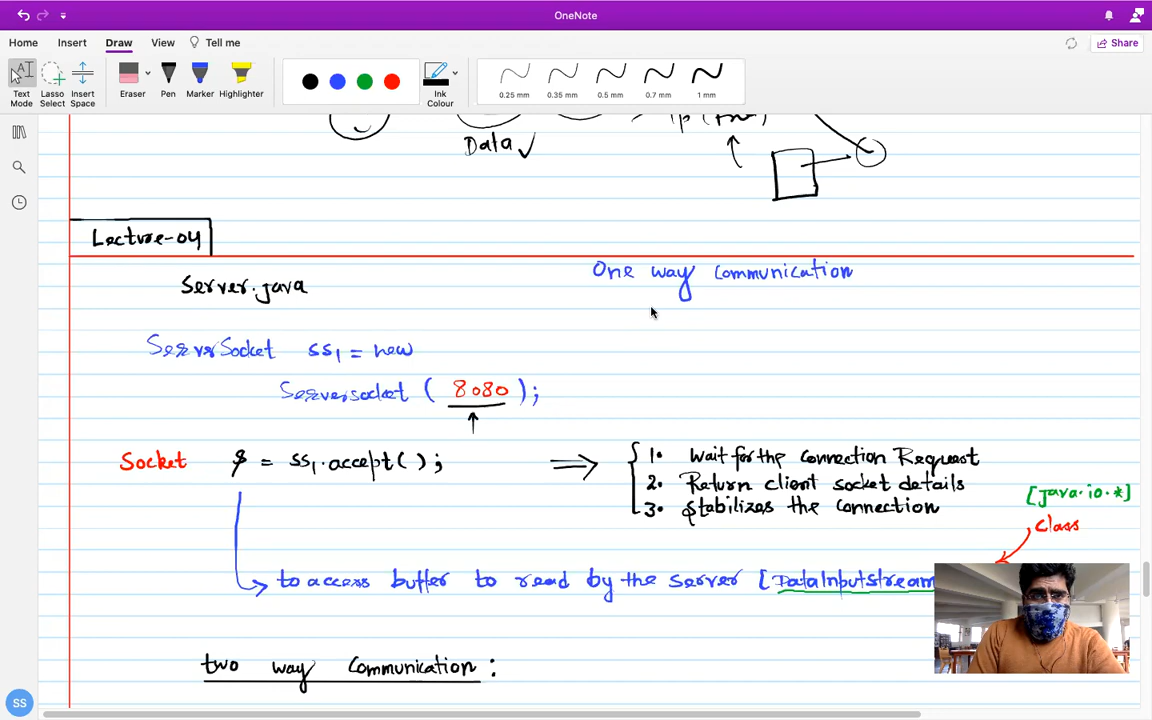 OneNote
Home Insert Draw View Tell me Share
Text Mode
Lasso Select
Insert Space
Eraser
Pen
Marker
Highlighter
Ink Colour
0.25 mm 0.35 mm 0.5 mm 0.7 mm 1 mm
Data
Lecture-04
One way communication
Server.java
ServerSocket ss1 = new
Serversocket ( 8080 );
Socket s = ss1.accept( );
1. Wait for the connection Request
2. Return client socket details
3. Stabilizes the connection
[java.io.*]
class
to access buffer to read by the server [DataInputstream
two way Communication :
SS